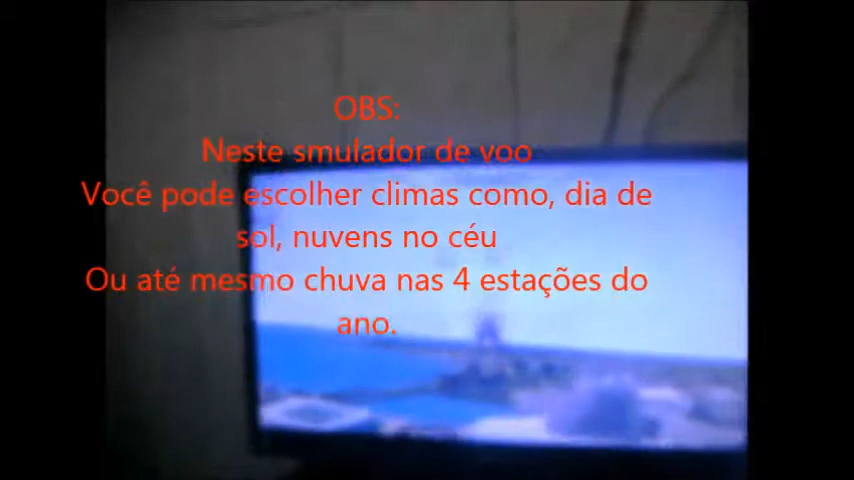 OBS:
Neste smulador de voo
Você pode escolher climas como, dia de
sol, nuvens no céu
Ou até mesmo chuva nas 4 estações do
ano.